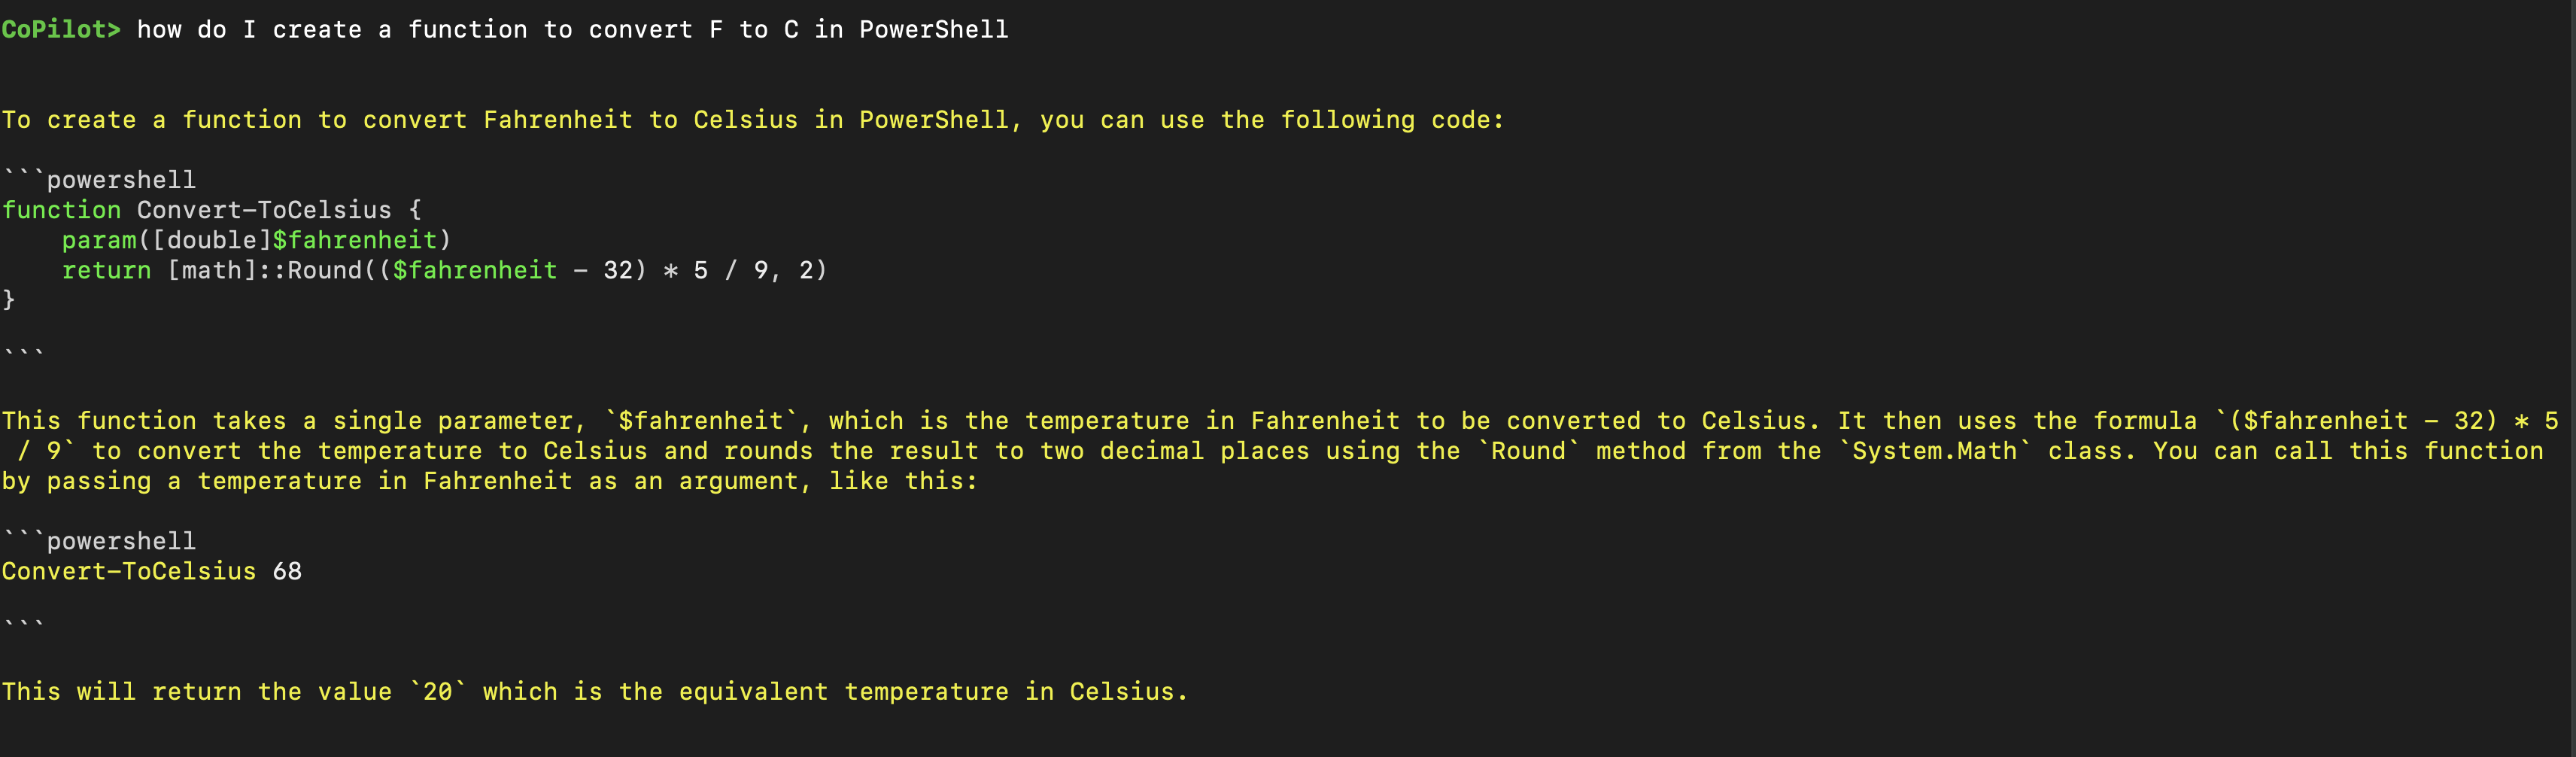 CoPilot> how do I create a function to convert F to C in PowerShell
To create a function to convert Fahrenheit to Celsius in PowerShell, you can use the following code:
```powershell
function Convert-ToCelsius {
    param([double]$fahrenheit)
    return [math]::Round(($fahrenheit - 32) * 5 / 9, 2)
}
```
This function takes a single parameter, `$fahrenheit`, which is the temperature in Fahrenheit to be converted to Celsius. It then uses the formula `($fahrenheit - 32) * 5
 / 9` to convert the temperature to Celsius and rounds the result to two decimal places using the `Round` method from the `System.Math` class. You can call this function
by passing a temperature in Fahrenheit as an argument, like this:
```powershell
Convert-ToCelsius 68
```
This will return the value `20` which is the equivalent temperature in Celsius.